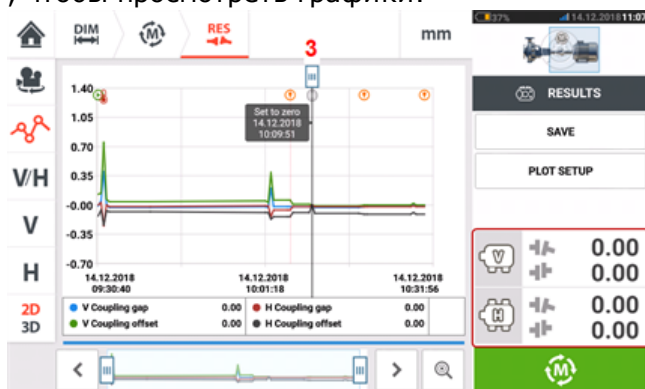 , чтобы просмотреть графики.
DIM
M
RES
3
mm
37%
14.12.2018 11:07
RESULTS
SAVE
PLOT SETUP
V/H
V
H
2D
3D
1.40
1.05
0.70
0.35
-0.00
-0.35
-0.70
Set to zero
14.12.2018
10:09:51
14.12.2018
09:30:40
14.12.2018
10:01:18
14.12.2018
10:31:56
V Coupling gap 0.00 H Coupling gap 0.00
V Coupling offset 0.00 H Coupling offset 0.00
V 0.00
0.00
H 0.00
0.00
M